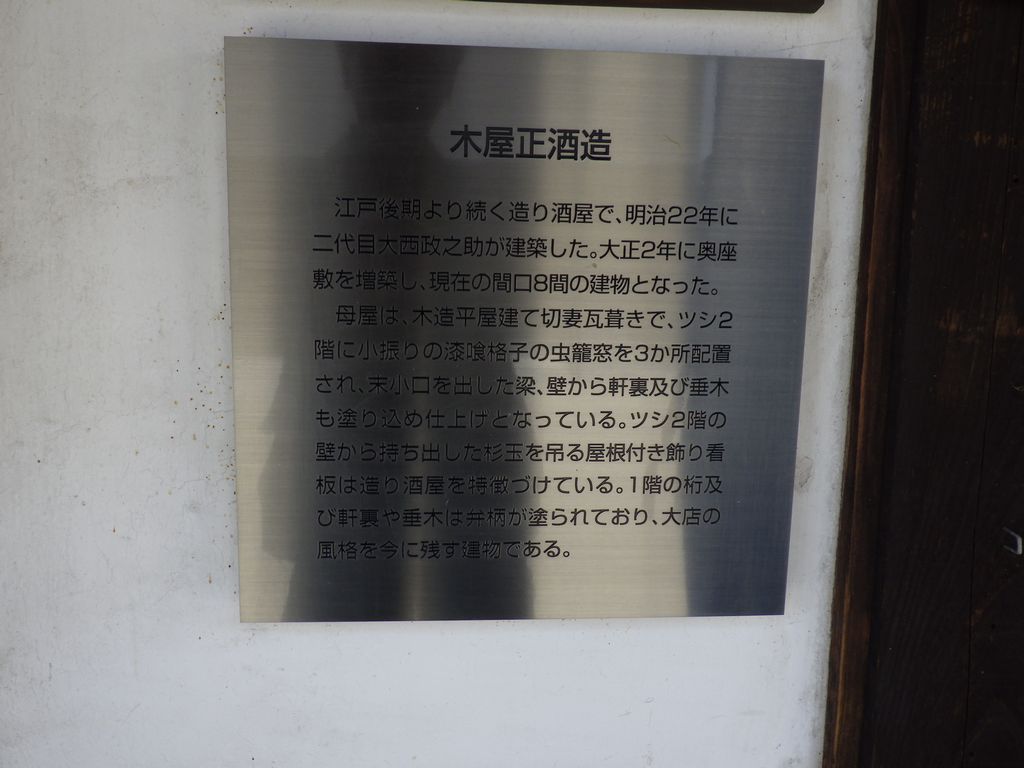 木屋正酒造
江戸後期より続く造り酒屋で、明治22年に
二代目大西政之助が建築した。大正2年に奥座
敷を増築し、現在の間口8間の建物となった。
母屋は、木造平屋建て切妻瓦葺きで、ツシ2
階に小振りの漆喰格子の虫籠窓を3か所配置
され、末小口を出した梁、壁から軒裏及び垂木
も塗り込め仕上げとなっている。ツシ2階の
壁から持ち出した杉玉を吊る屋根付き飾り看
板は造り酒屋を特徴づけている。1階の桁及
び軒裏や垂木は弁柄が塗られており、大店の
風格を今に残す建物である。